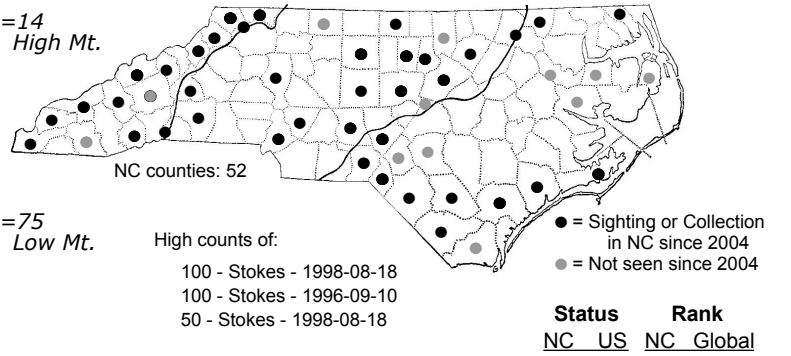 =14
High Mt.
NC counties: 52
=75
Low Mt.
High counts of:
100 - Stokes - 1998-08-18
100 - Stokes - 1996-09-10
50 - Stokes - 1998-08-18
= Sighting or Collection
in NC since 2004
= Not seen since 2004
Status Rank
NC US NC Global